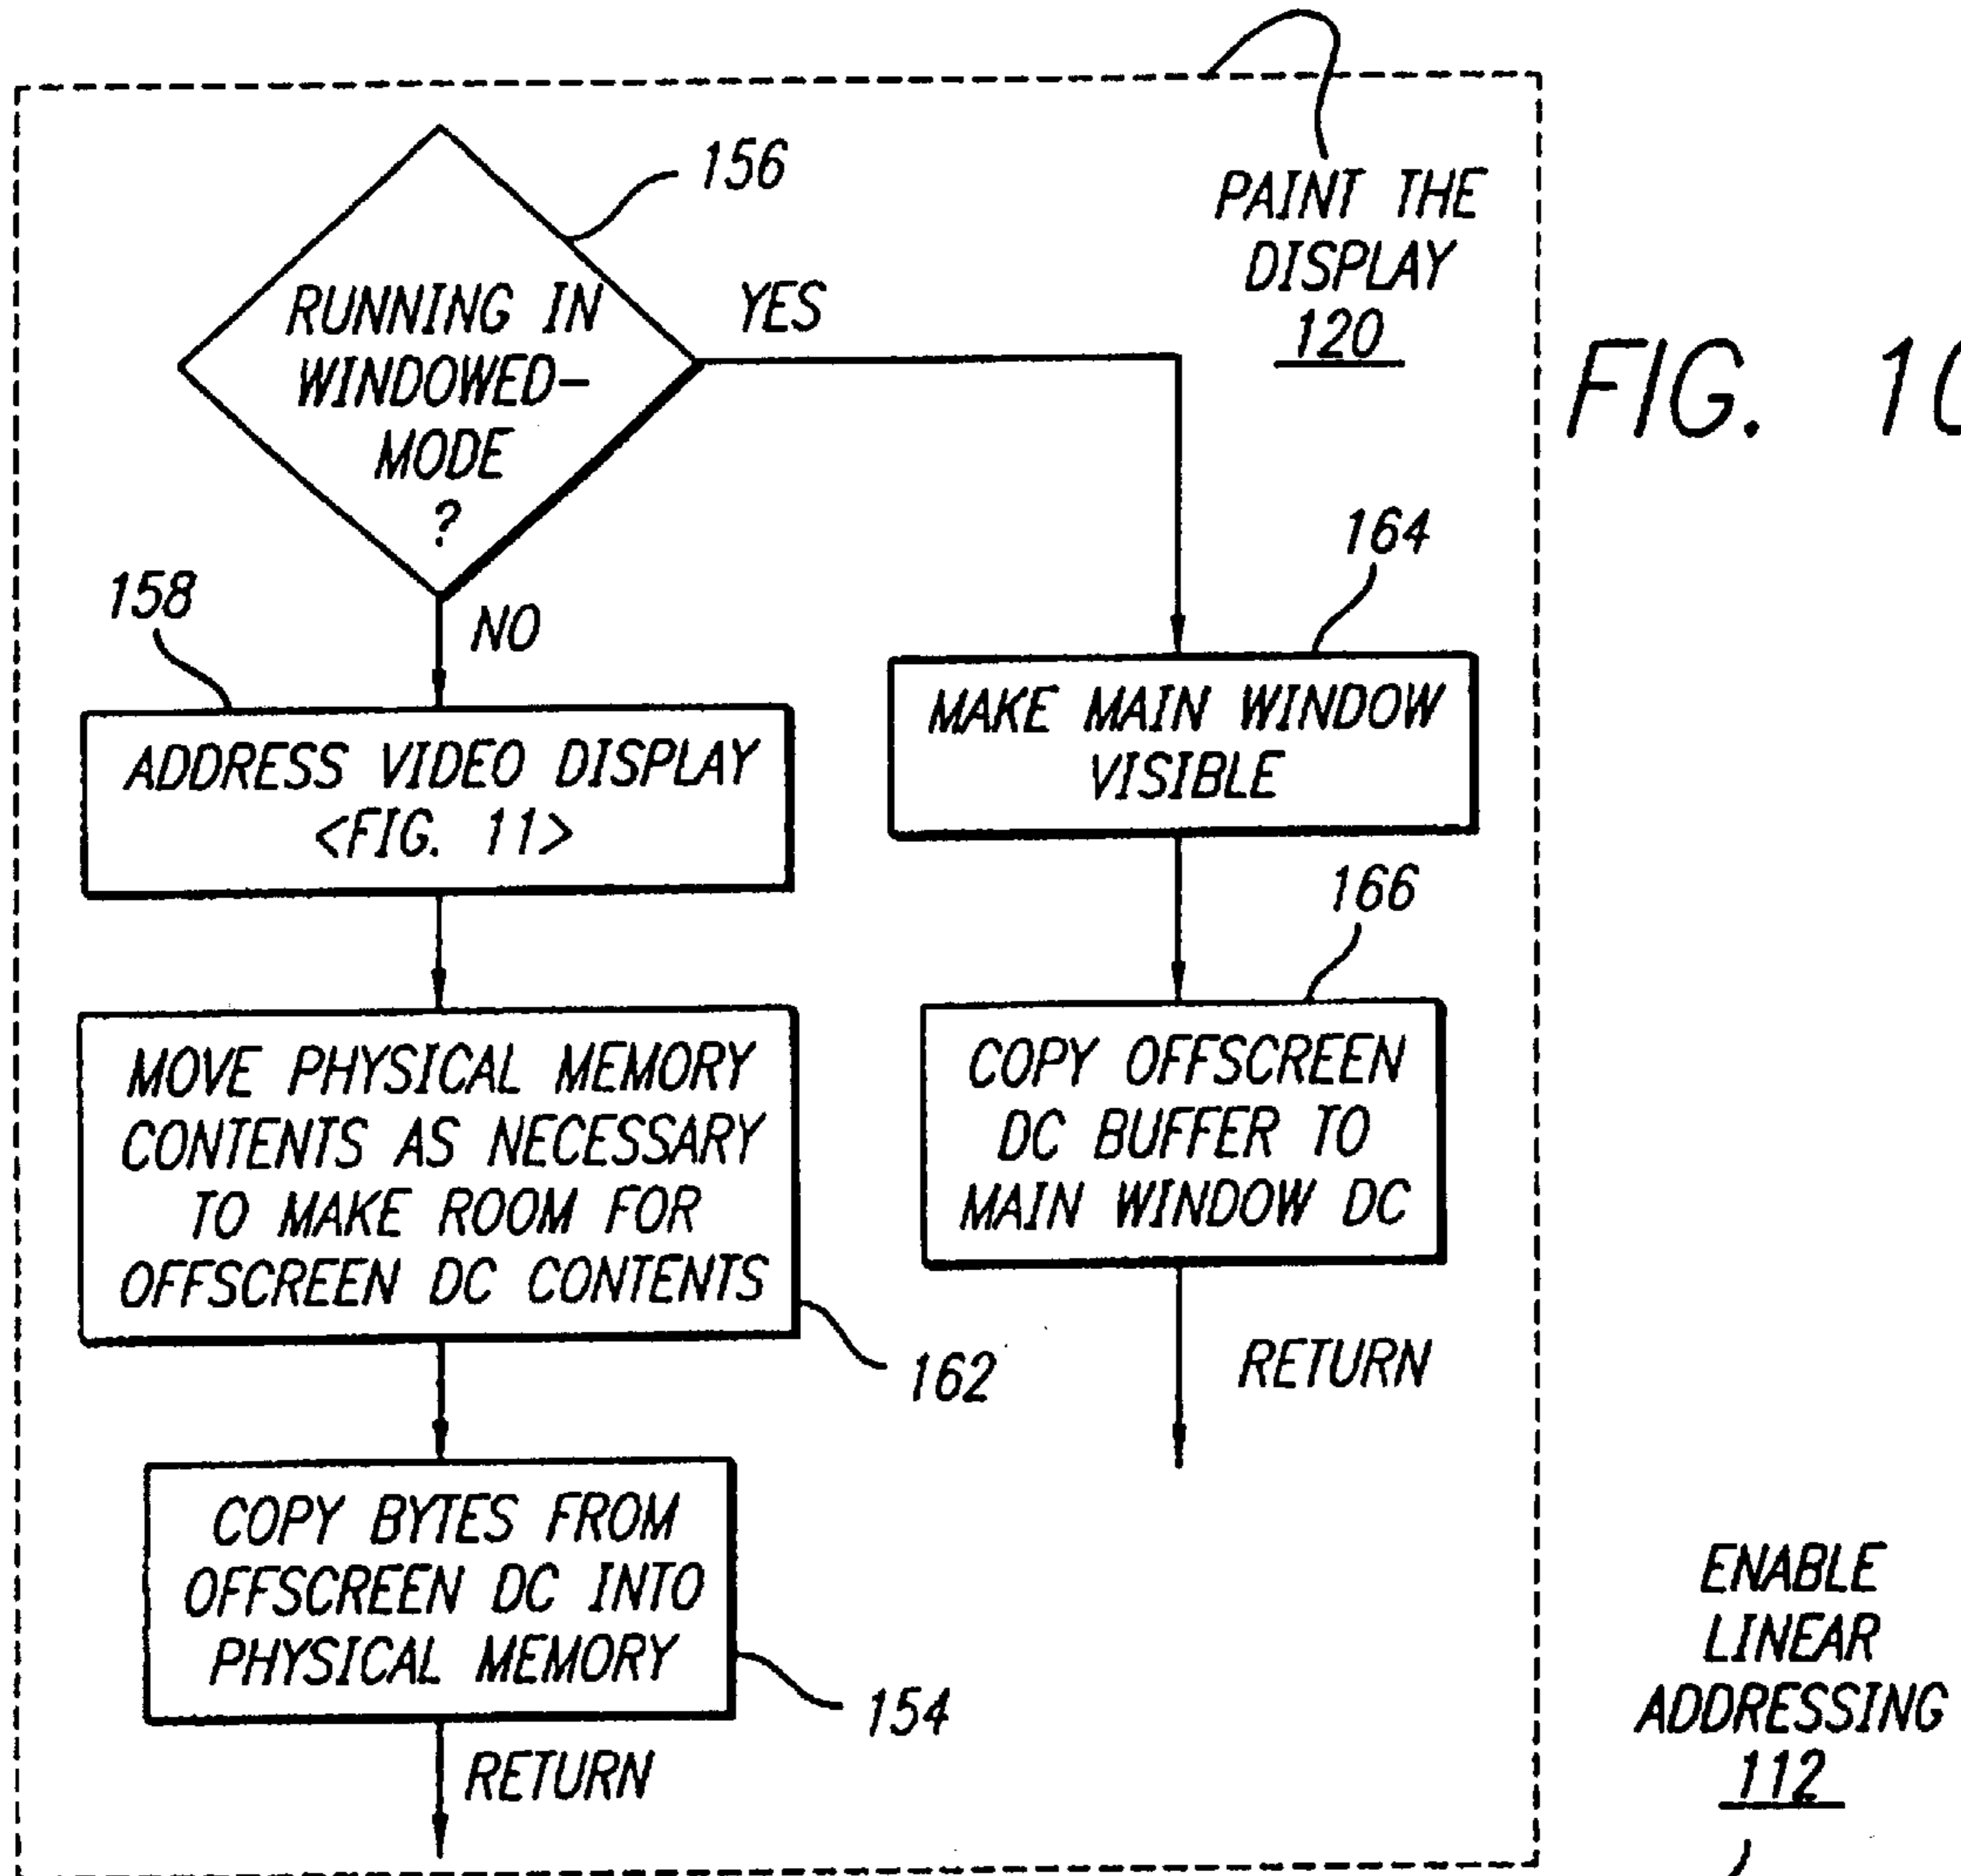 156
RUNNING IN
WINDOWED-
MODE
?
YES
NO
PAINT THE
DISPLAY
120
FIG. 10
158
ADDRESS VIDEO DISPLAY
<FIG. 11>
164
MAKE MAIN WINDOW
VISIBLE
166
MOVE PHYSICAL MEMORY
CONTENTS AS NECESSARY
TO MAKE ROOM FOR
OFFSCREEN DC CONTENTS
162
COPY OFFSCREEN
DC BUFFER TO
MAIN WINDOW DC
RETURN
COPY BYTES FROM
OFFSCREEN DC INTO
PHYSICAL MEMORY
154
RETURN
ENABLE
LINEAR
ADDRESSING
112